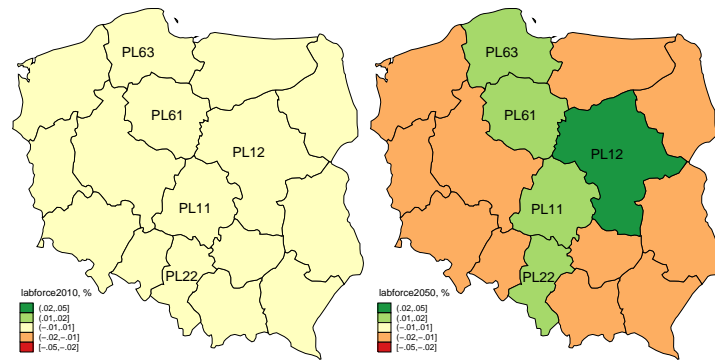 PL63
PL61
PL12
PL11
PL22
labforce2010, %
(.02,.05]
(.01,.02]
(-.01,.01]
(-.02,-.01]
[-.05,-.02]
PL63
PL61
PL12
PL11
PL22
labforce2050, %
(.02,.05]
(.01,.02]
(-.01,.01]
(-.02,-.01]
[-.05,-.02]